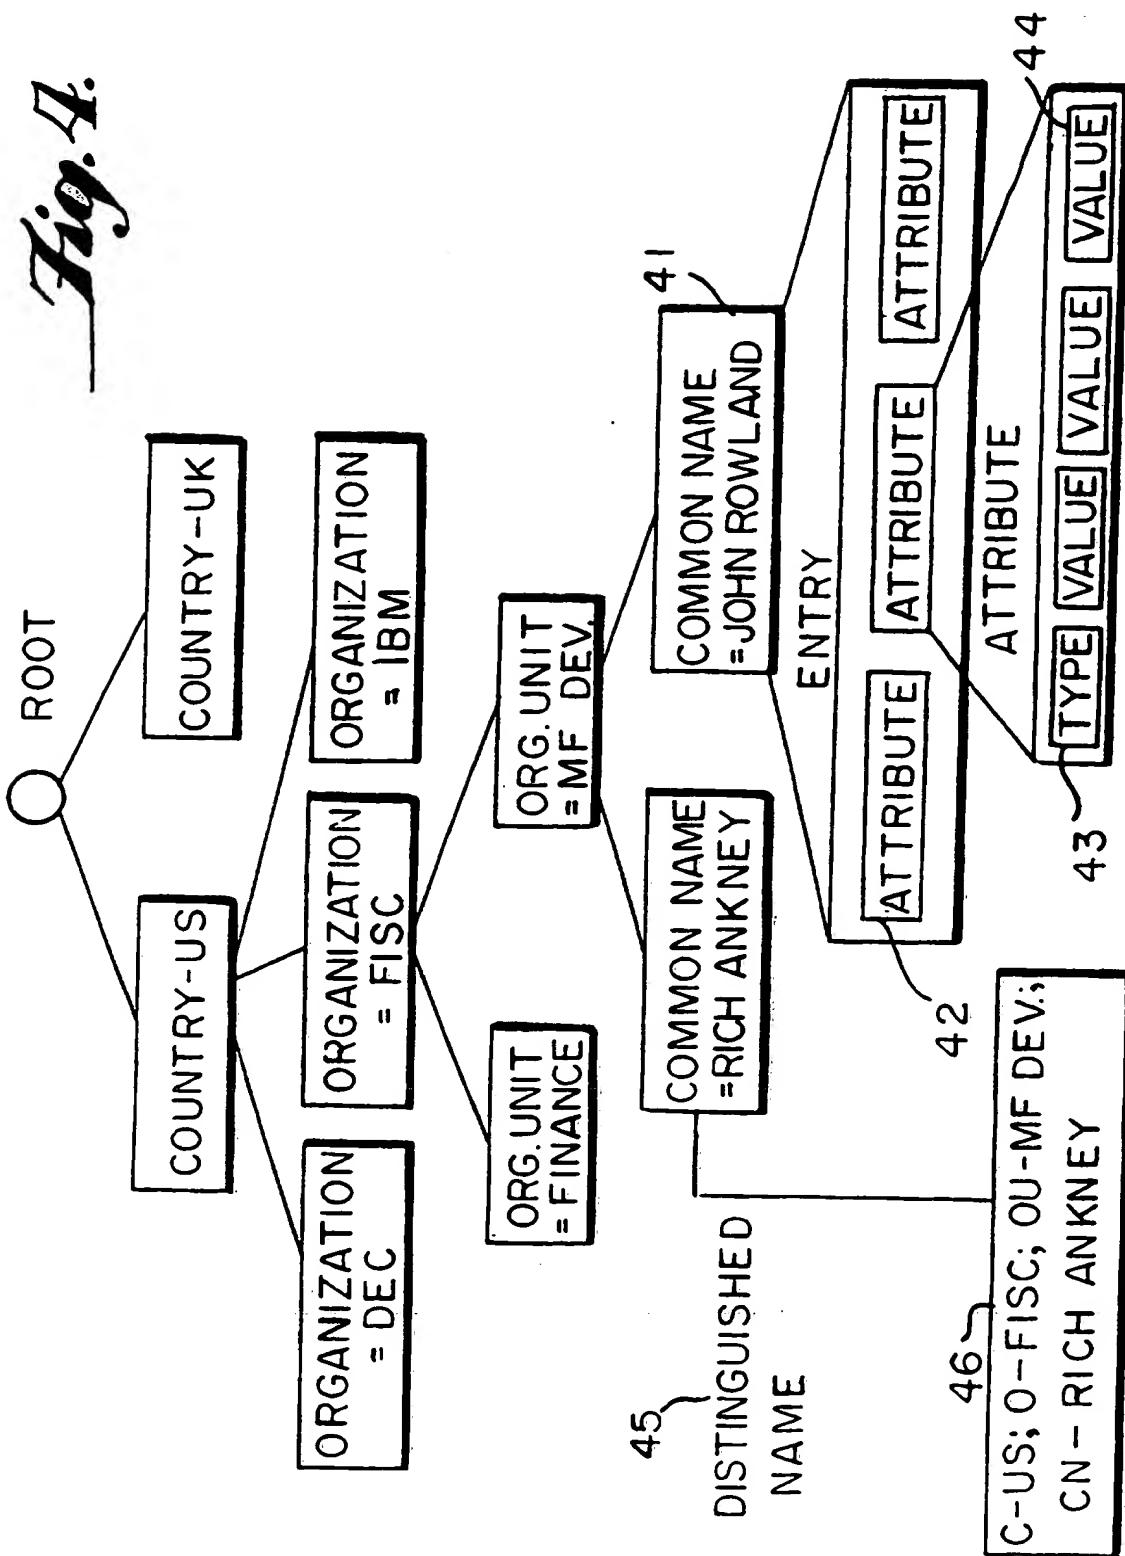 Fig. 4.
ROOT
COUNTRY-US
COUNTRY-UK
ORGANIZATION
= DEC
ORGANIZATION
= FISC
ORGANIZATION
= IBM
ORG. UNIT
= FINANCE
ORG. UNIT
= MF DEV.
COMMON NAME
=RICH ANKNEY
COMMON NAME
=JOHN ROWLAND
41
45
DISTINGUISHED
NAME
46
C-US; O-FISC; OU-MF DEV.;
CN-RICH ANKNEY
ENTRY
ATTRIBUTE
ATTRIBUTE
ATTRIBUTE
42
ATTRIBUTE
43
TYPE
VALUE
VALUE
VALUE
44